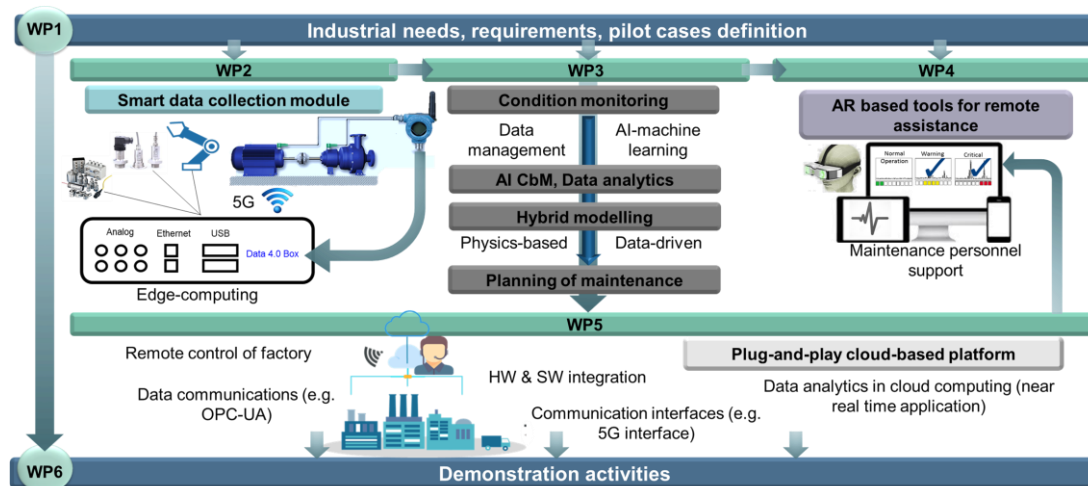 WP1
Industrial needs, requirements, pilot cases definition
WP2
WP3
WP4
Smart data collection module
5G
Analog
Ethernet
USB
Data 4.0 Box
Edge-computing
Condition monitoring
Data
management
AI-machine
learning
AI CbM, Data analytics
Hybrid modelling
Physics-based
Data-driven
Planning of maintenance
AR based tools for remote
assistance
Normal
Operation
Warning
Critical
Maintenance personnel
support
WP5
Remote control of factory
Data communications (e.g.
OPC-UA)
HW & SW integration
Communication interfaces (e.g.
5G interface)
Plug-and-play cloud-based platform
Data analytics in cloud computing (near
real time application)
WP6
Demonstration activities